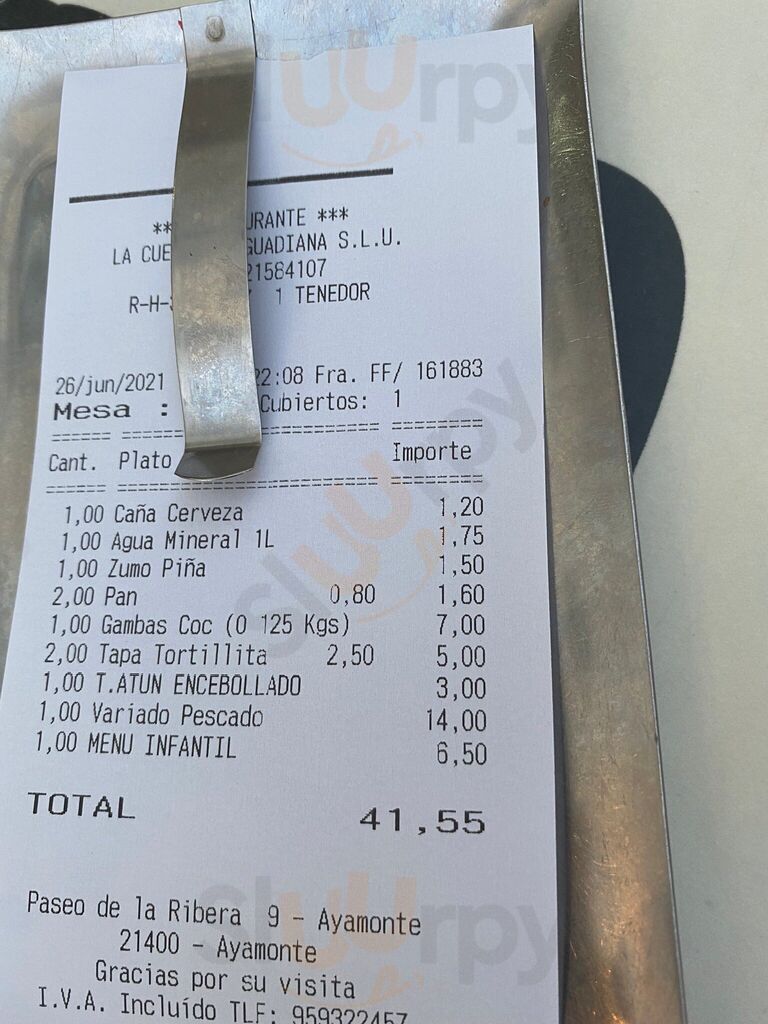 *** RESTAURANTE ***
LA CUE GUADIANA S.L.U.
21584107
R-H- 1 TENEDOR
26/jun/2021 22:08 Fra. FF/ 161883
Mesa : Cubiertos: 1
Cant. Plato Importe
1,00 Caña Cerveza 1,20
1,00 Agua Mineral 1L 1,75
1,00 Zumo Piña 1,50
2,00 Pan 0,80 1,60
1,00 Gambas Coc (0 125 Kgs) 7,00
2,00 Tapa Tortillita 2,50 5,00
1,00 T.ATUN ENCEBOLLADO 3,00
1,00 Variado Pescado 14,00
1,00 MENU INFANTIL 6,50
TOTAL 41,55
Paseo de la Ribera 9 - Ayamonte
21400 - Ayamonte
Gracias por su visita
I.V.A. Incluído TLF: 959322457
sluurpy
sluurpy
sluurpy